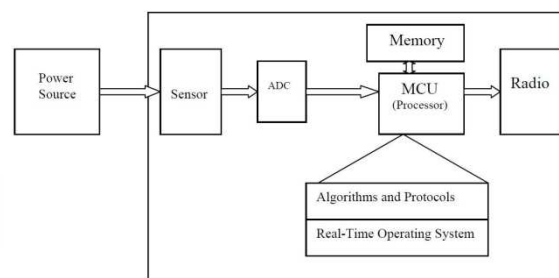 Power
Source
Sensor
ADC
Memory
MCU
(Processor)
Radio
Algorithms and Protocols
Real-Time Operating System